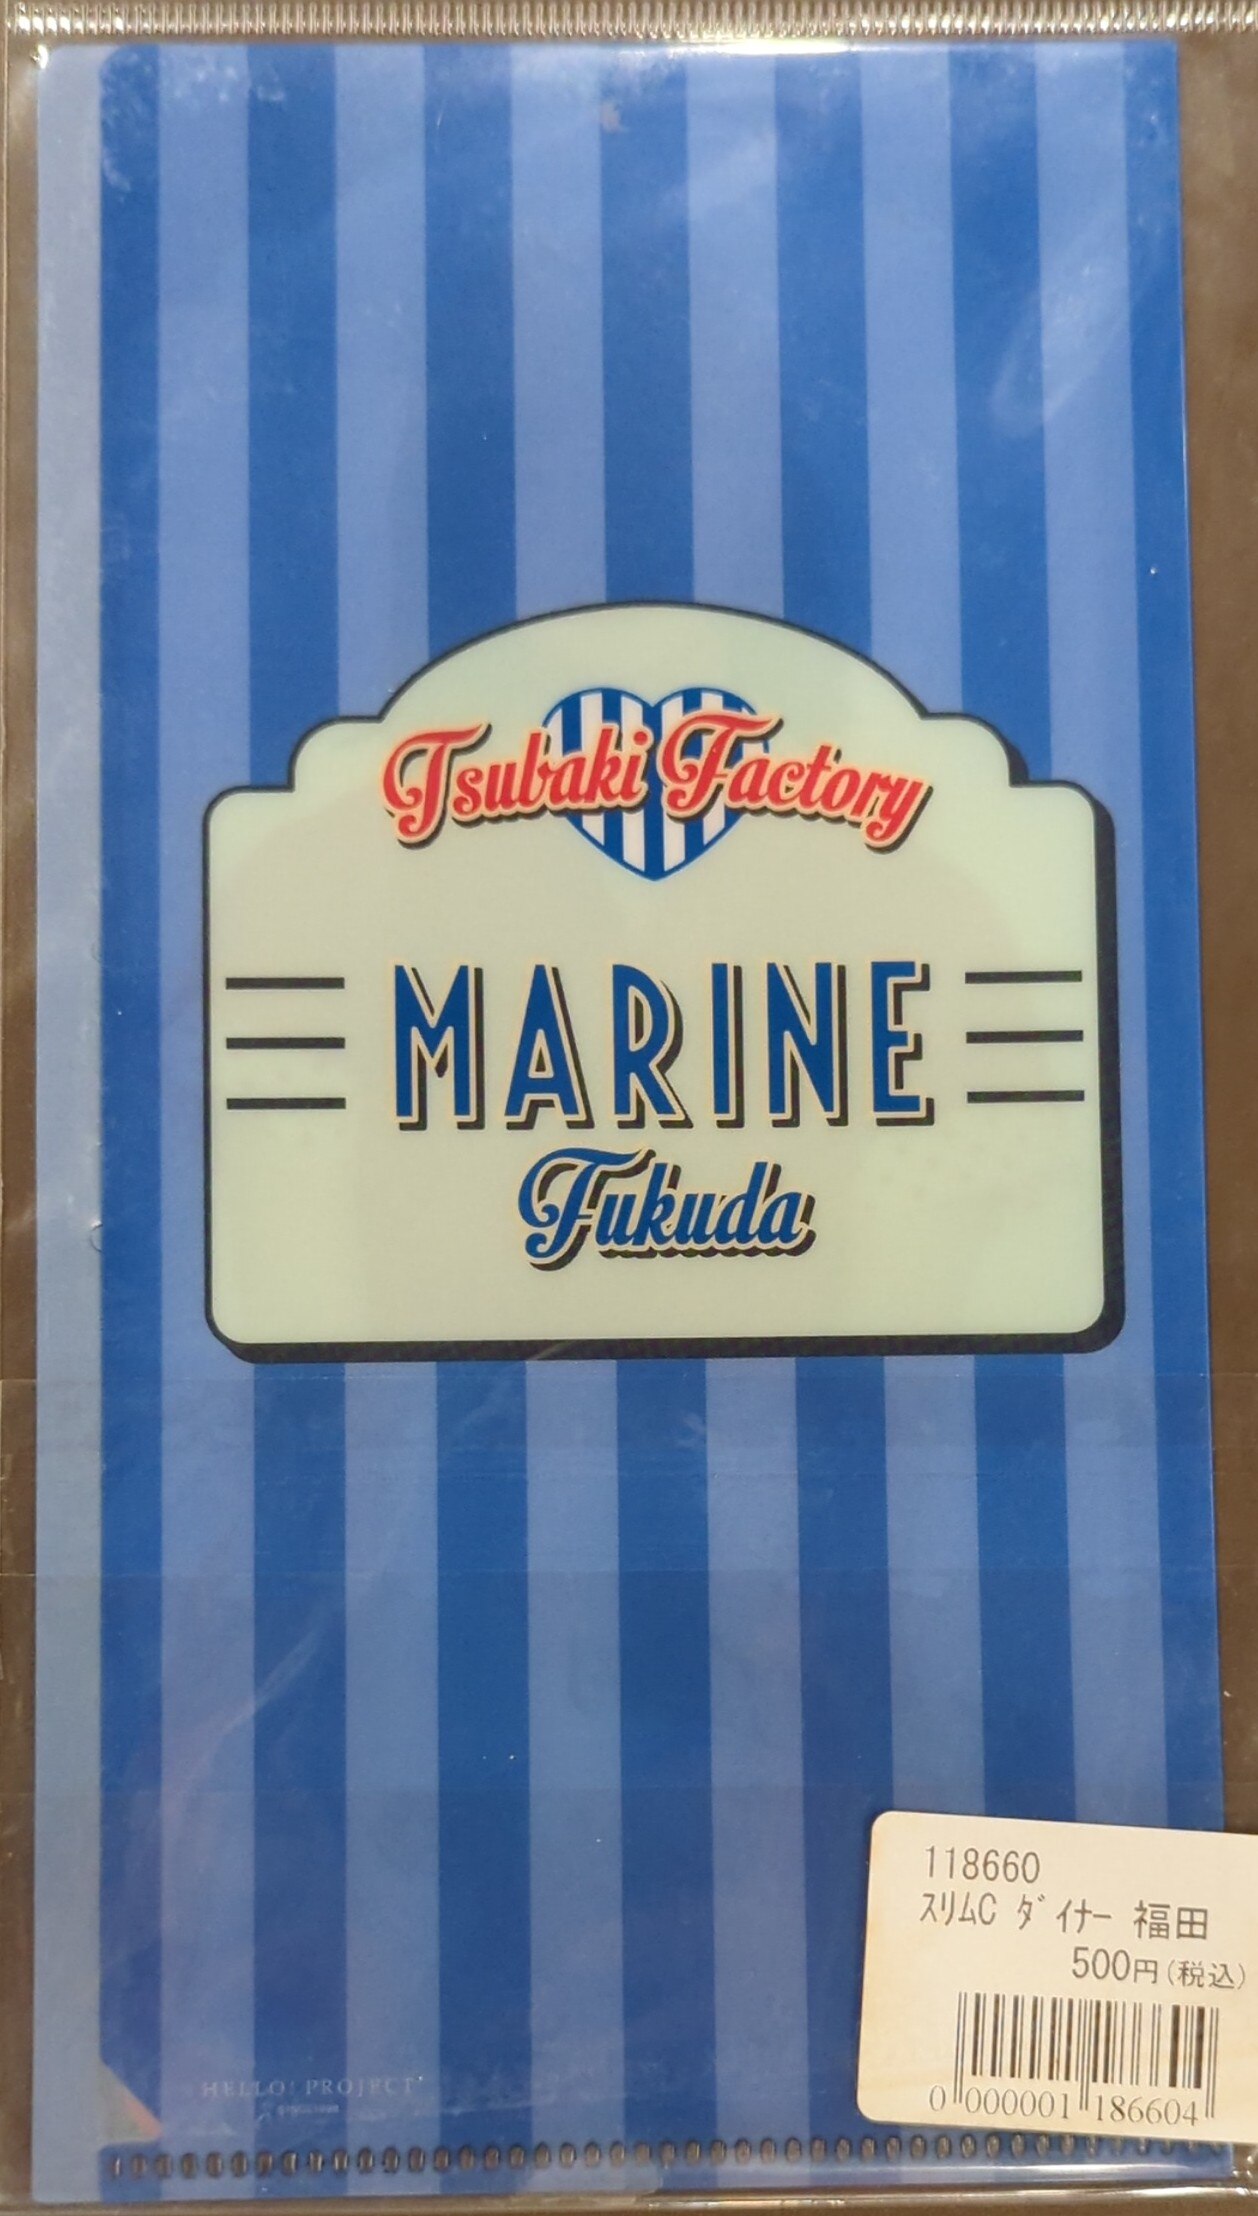 Tsubaki Factory
MARINE
Fukuda
118660
ｽﾘﾑC ﾀﾞｲﾅｰ 福田
500円(税込)
0 000001 186604
HELLO! PROJECT